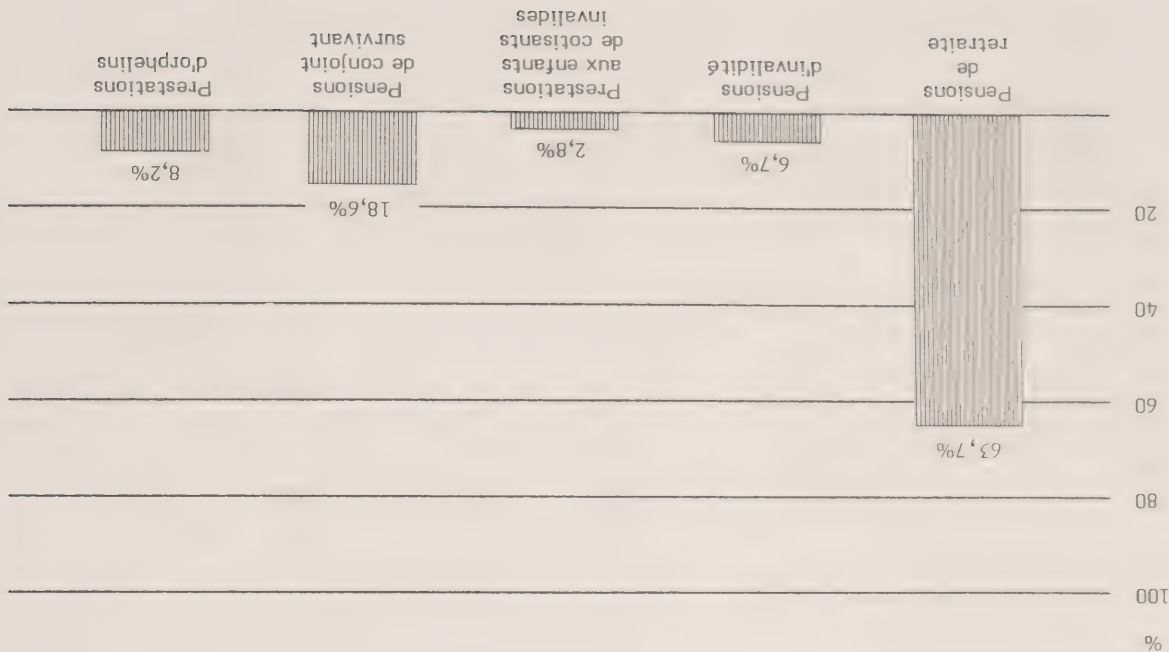 %
100
80
60
40
20
63,7%
6,7%
2,8%
18,6%
8,2%
Pensions
de
retraite
Pensions
d'invalidité
Prestations
aux enfants
de cotisants
invalides
Pensions
de conjoint
survivant
Prestations
d'orphelins